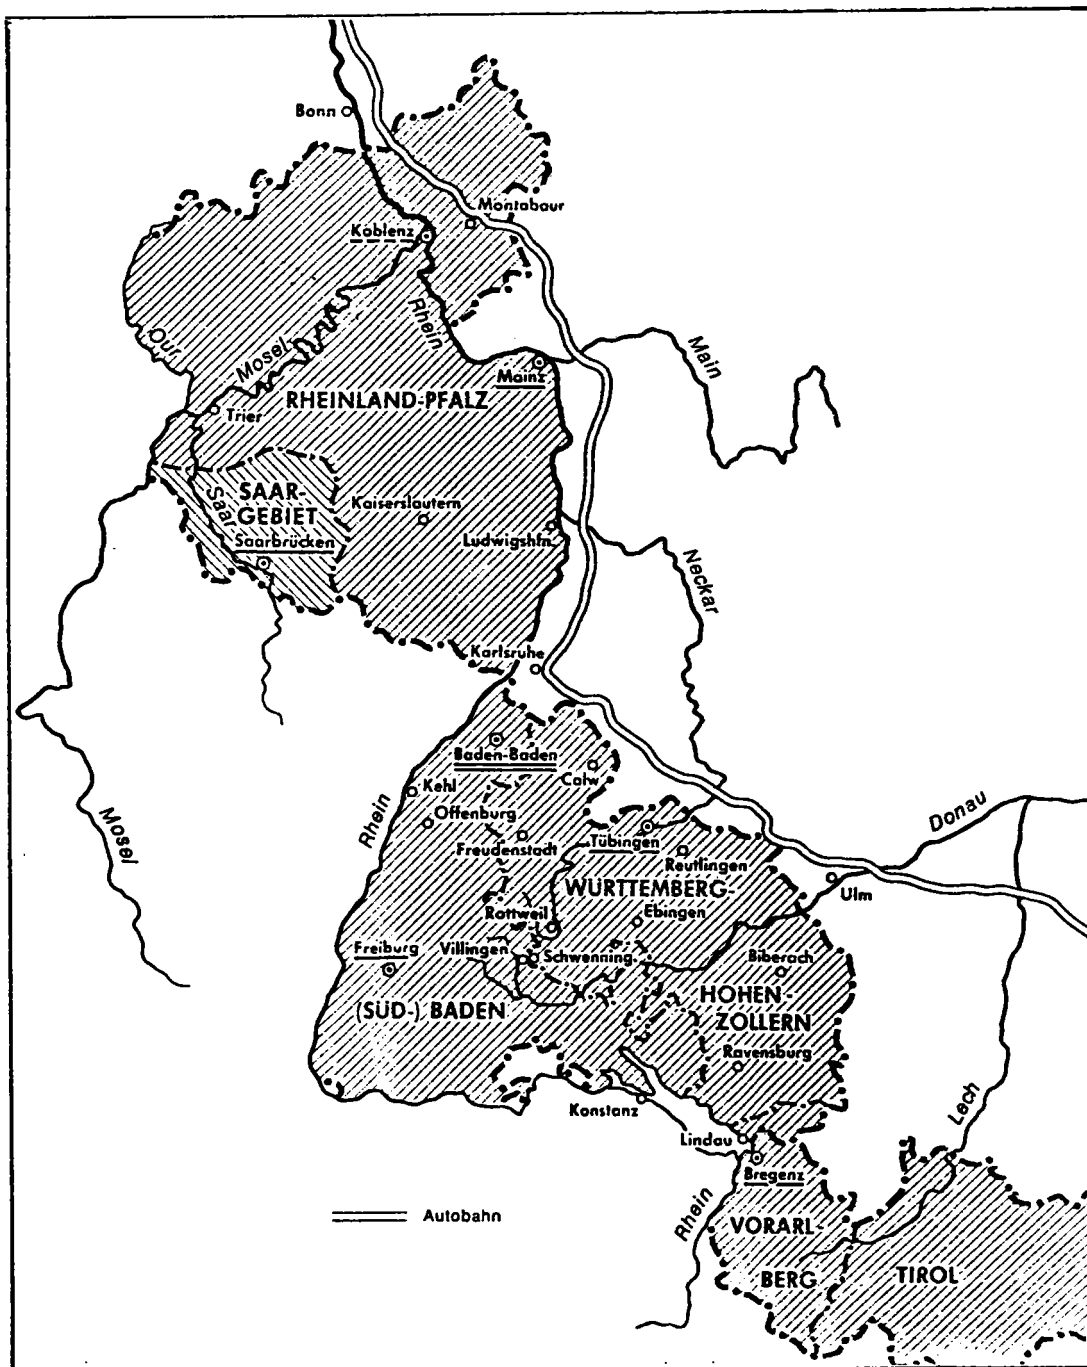 Bonn
Montabaur
Koblenz
Rhein
Our
Mosel
Main
Mainz
RHEINLAND-PFALZ
Trier
SAAR-
GEBIET
Saar
Kaiserslautern
Saarbrücken
Ludwigshfn.
Neckar
Karlsruhe
Baden-Baden
Calw
Kehl
Rhein
Offenburg
Freudenstadt
Mosel
Donau
Tübingen
Reutlingen
WÜRTTEMBERG-
Ulm
Rottweil
Ebingen
Freiburg
Villingen
Schwenning.
Biberach
(SÜD-) BADEN
HOHEN-
ZOLLERN
Ravensburg
Konstanz
Lech
Lindau
Bregenz
Rhein
Autobahn
VORARL-
BERG
TIROL